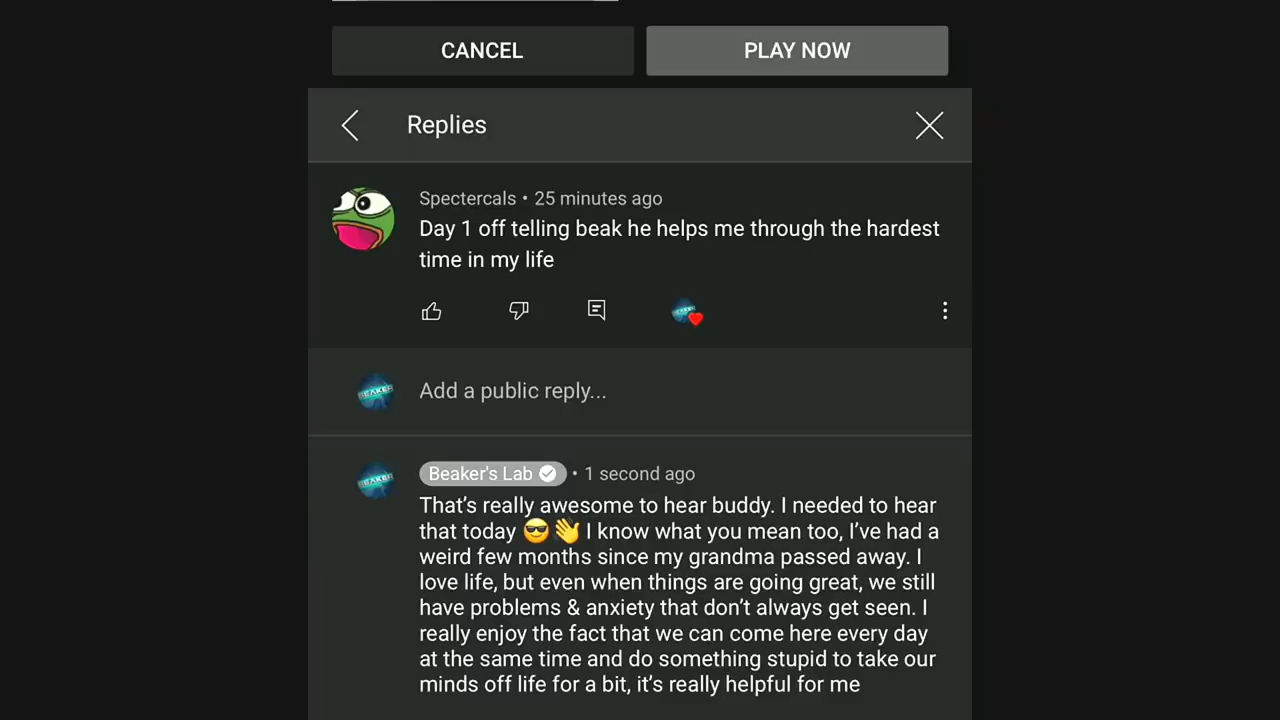 CANCEL
PLAY NOW
Replies
Spectercals • 25 minutes ago
Day 1 off telling beak he helps me through the hardest
time in my life
BEAKER
Add a public reply...
BEAKER
Beaker's Lab • 1 second ago
That’s really awesome to hear buddy. I needed to hear
that today 😎👋 I know what you mean too, I’ve had a
weird few months since my grandma passed away. I
love life, but even when things are going great, we still
have problems & anxiety that don’t always get seen. I
really enjoy the fact that we can come here every day
at the same time and do something stupid to take our
minds off life for a bit, it’s really helpful for me